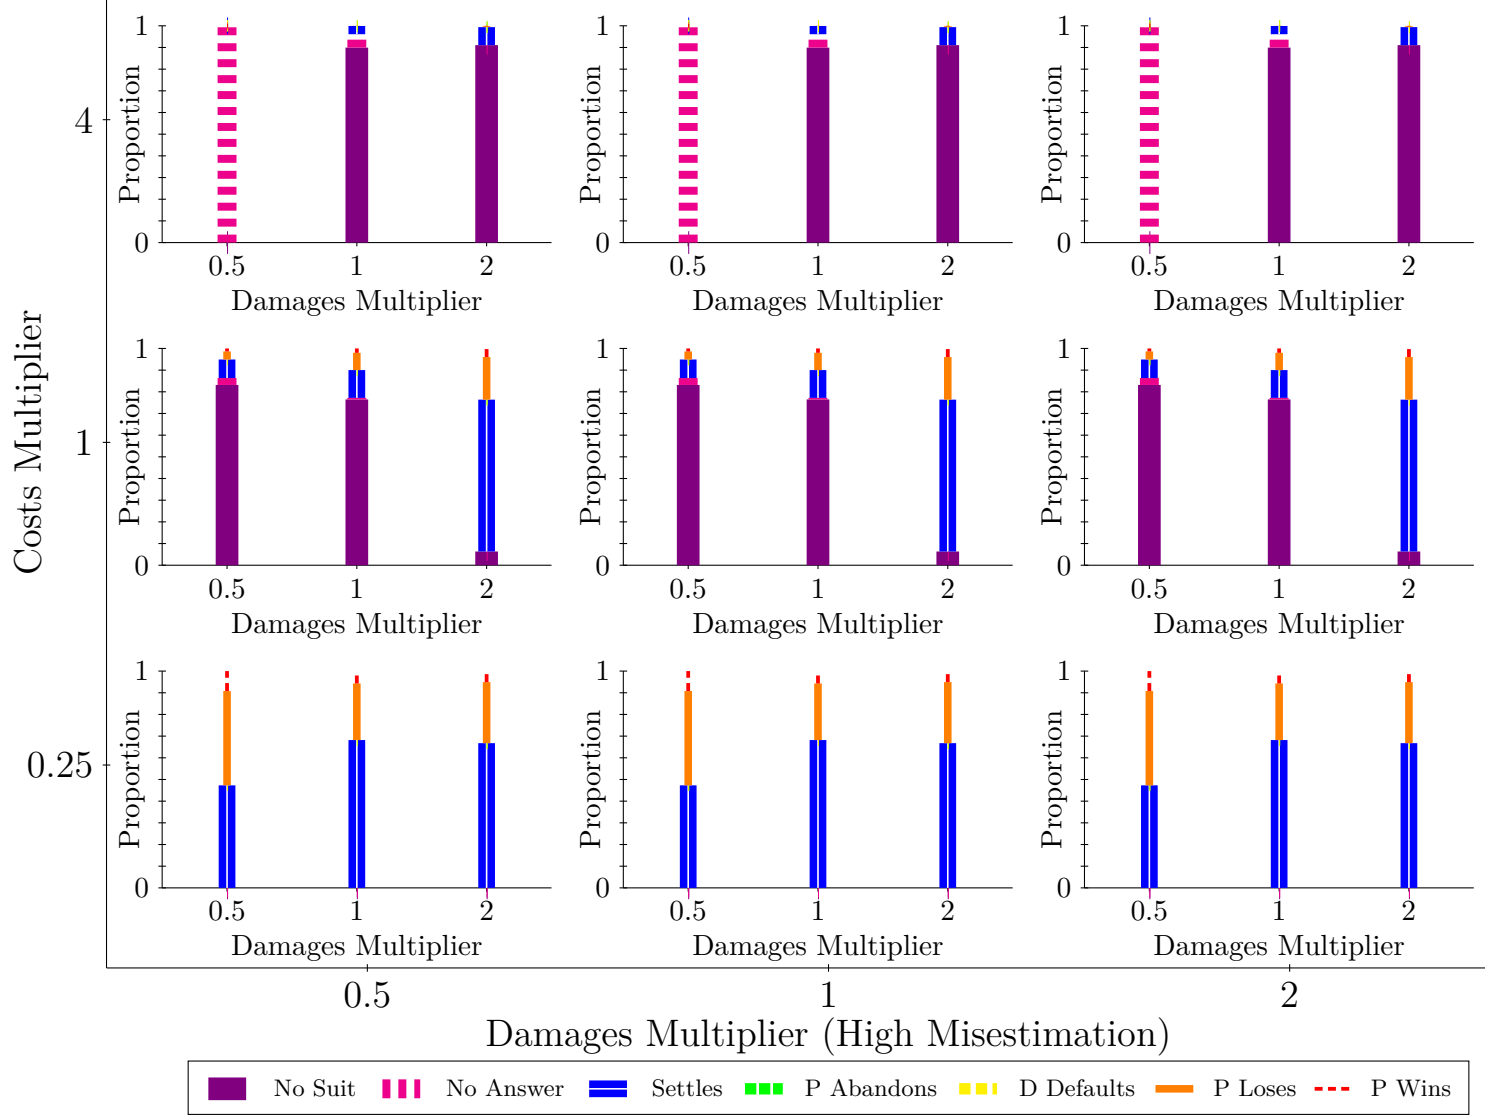 Costs Multiplier
4
1
0.25
Proportion
1
0
0.5 1 2
Damages Multiplier
Proportion
1
0
0.5 1 2
Damages Multiplier
Proportion
1
0
0.5 1 2
Damages Multiplier
Proportion
1
0
0.5 1 2
Damages Multiplier
Proportion
1
0
0.5 1 2
Damages Multiplier
Proportion
1
0
0.5 1 2
Damages Multiplier
Proportion
1
0
0.5 1 2
Damages Multiplier
Proportion
1
0
0.5 1 2
Damages Multiplier
Proportion
1
0
0.5 1 2
Damages Multiplier
0.5 1 2
Damages Multiplier (High Misestimation)
No Suit No Answer Settles P Abandons D Defaults P Loses P Wins